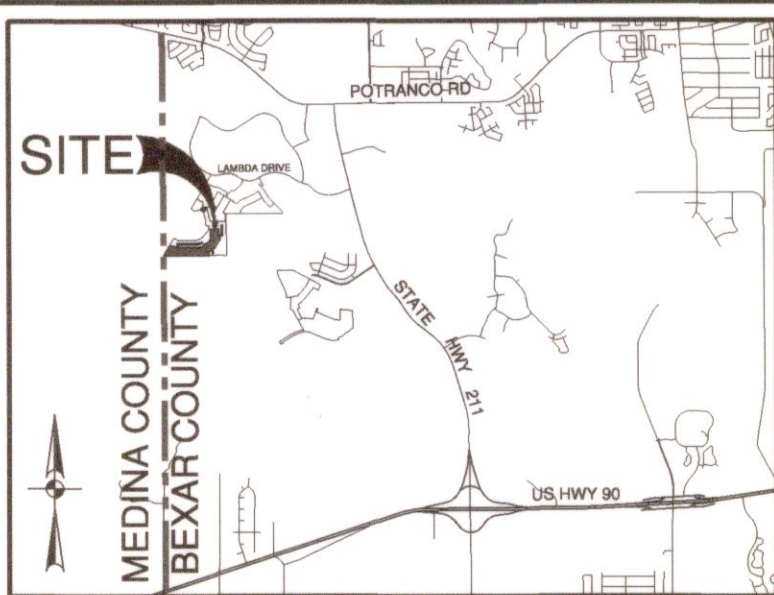 POTRANCO RD
SITE
LAMBDA DRIVE
STATE HWY 211
MEDINA COUNTY
BEXAR COUNTY
US HWY 90